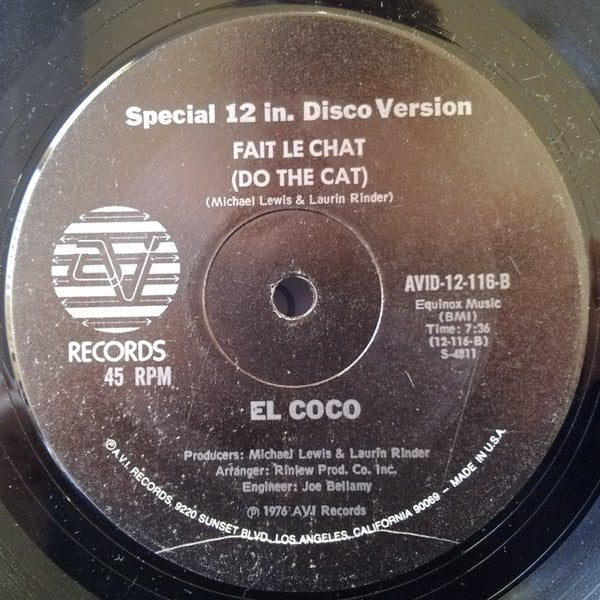 Special 12 in. Disco Version
FAIT LE CHAT
(DO THE CAT)
(Michael Lewis & Laurin Rinder)
AVI
RECORDS
45 RPM
AVID-12-116-B
Equinox Music
(BMI)
Time: 7:36
(12-116-B)
S-4811
EL COCO
Producers: Michael Lewis & Laurin Rinder
Arranger: Rinlew Prod. Co. Inc.
Engineer: Joe Bellamy
℗ 1976 AVI Records
℗ A.V.I. RECORDS, 9220 SUNSET BLVD., LOS ANGELES, CALIFORNIA 90069 – MADE IN U.S.A.